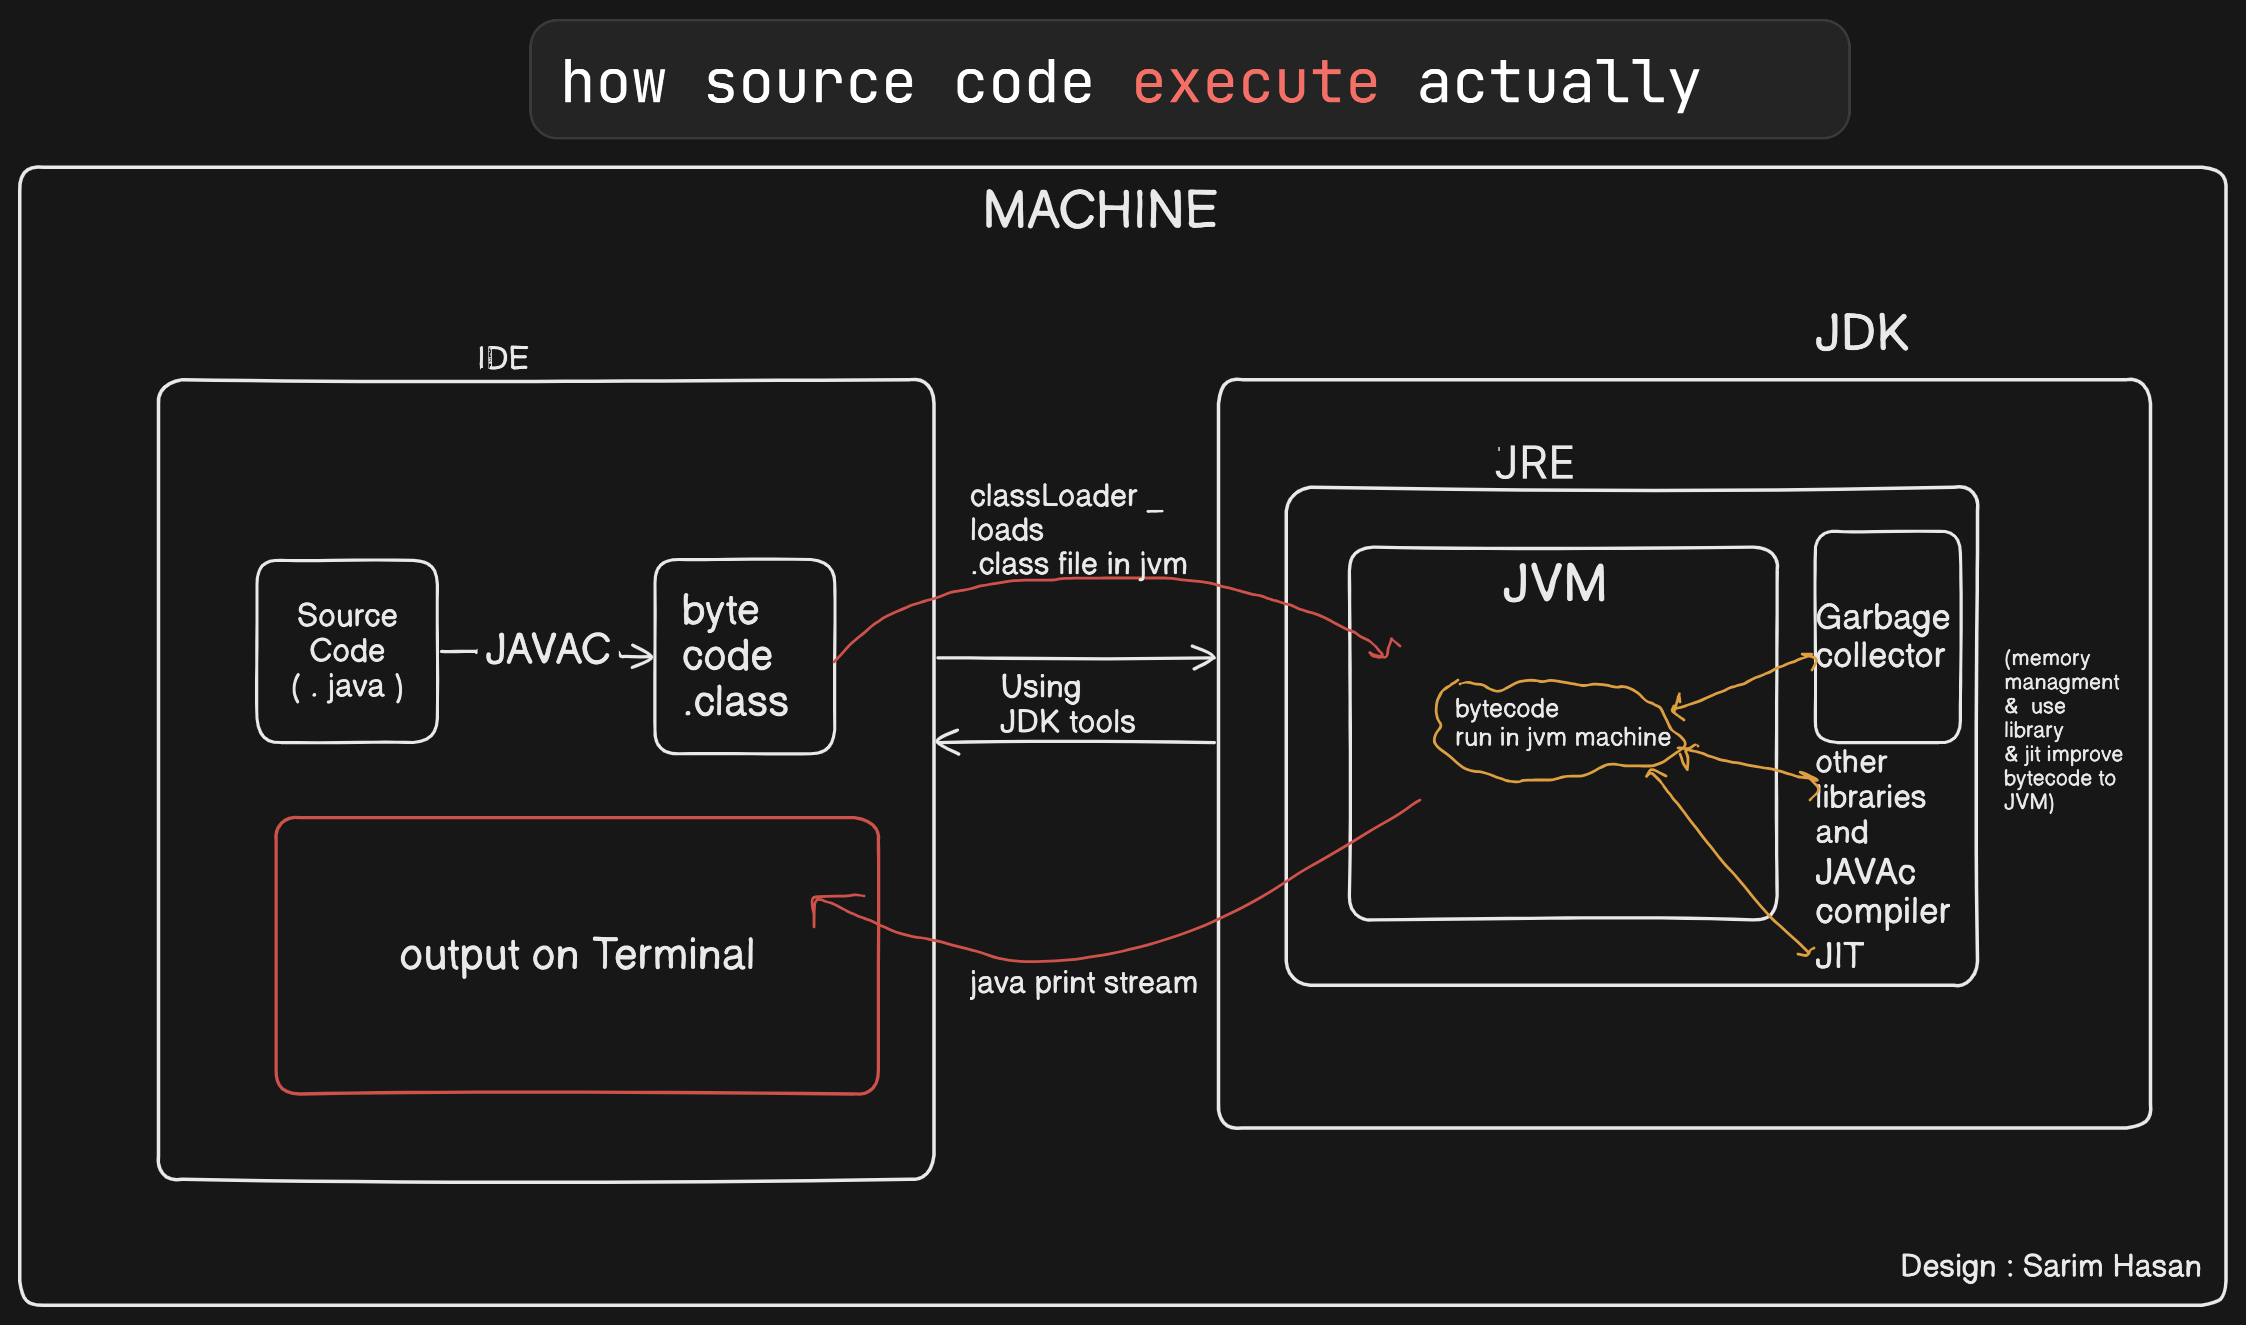 how source code execute actually
MACHINE
IDE
JDK
JRE
classLoader _
loads
.class file in jvm
JVM
Source
Code
( . java )
JAVAC
byte
code
.class
Using
JDK tools
bytecode
run in jvm machine
Garbage
collector
other
libraries
and
JAVAc
compiler
JIT
(memory
managment
& use
library
& jit improve
bytecode to
JVM)
output on Terminal
java print stream
Design : Sarim Hasan